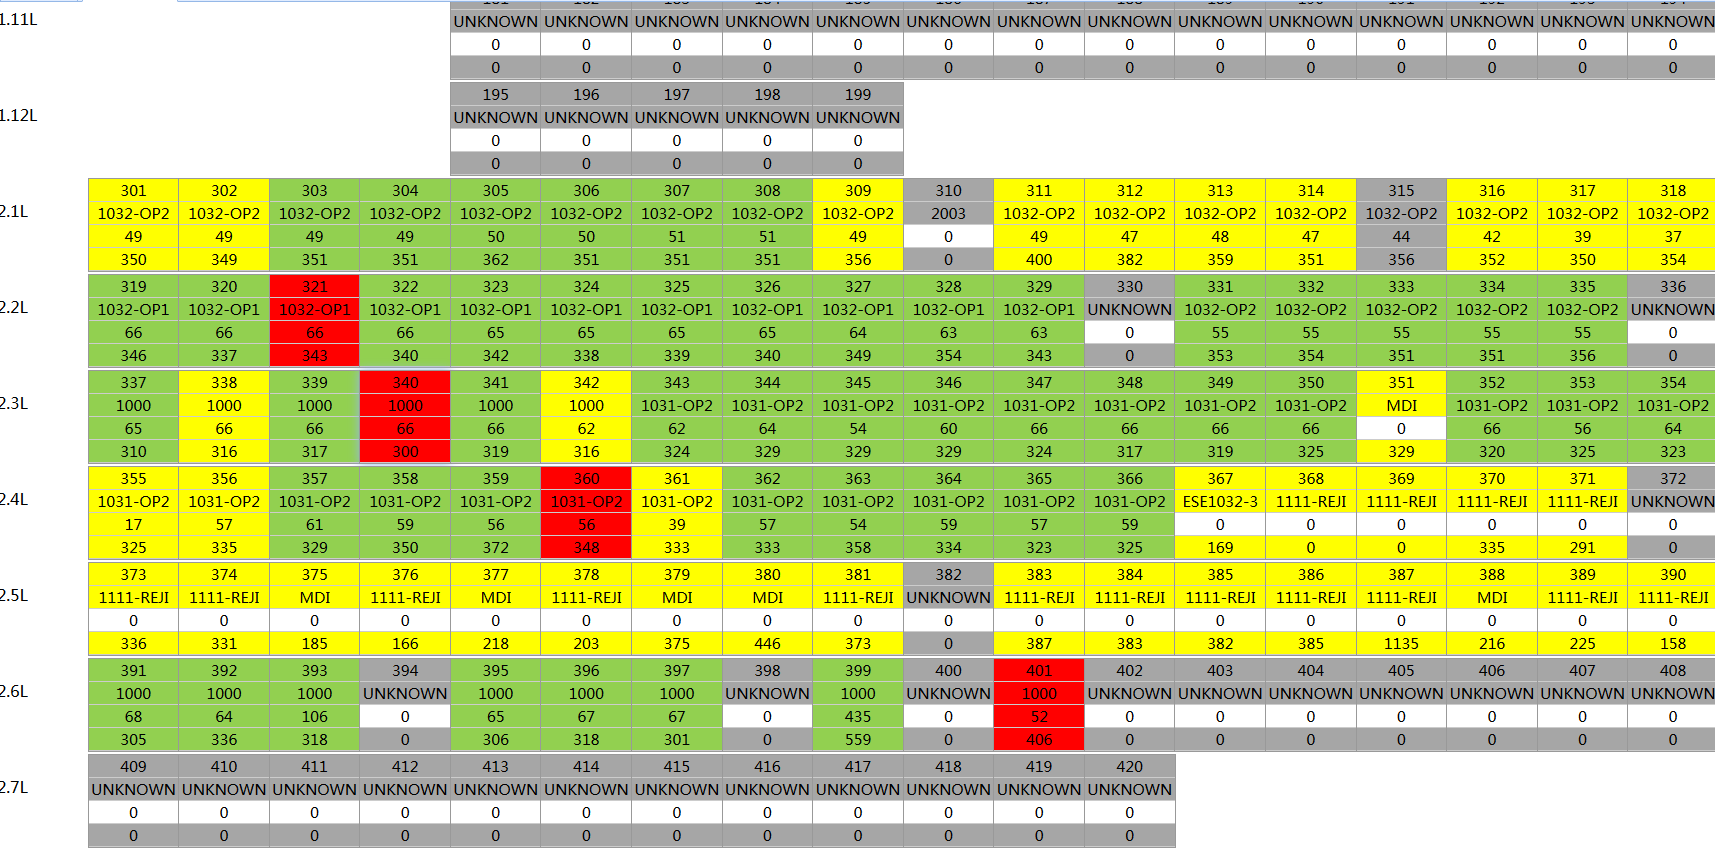 1.11L
UNKNOWN UNKNOWN UNKNOWN UNKNOWN UNKNOWN UNKNOWN UNKNOWN UNKNOWN UNKNOWN UNKNOWN UNKNOWN UNKNOWN UNKNOWN UNKNOWN
0 0 0 0 0 0 0 0 0 0 0 0 0 0
0 0 0 0 0 0 0 0 0 0 0 0 0 0
195 196 197 198 199
1.12L
UNKNOWN UNKNOWN UNKNOWN UNKNOWN UNKNOWN
0 0 0 0 0
0 0 0 0 0
301 302 303 304 305 306 307 308 309 310 311 312 313 314 315 316 317 318
2.1L
1032-OP2 1032-OP2 1032-OP2 1032-OP2 1032-OP2 1032-OP2 1032-OP2 1032-OP2 1032-OP2 2003 1032-OP2 1032-OP2 1032-OP2 1032-OP2 1032-OP2 1032-OP2 1032-OP2 1032-OP2
49 49 49 49 50 50 51 51 49 0 49 47 48 47 44 42 39 37
350 349 351 351 362 351 351 351 356 0 400 382 359 351 356 352 350 354
319 320 321 322 323 324 325 326 327 328 329 330 331 332 333 334 335 336
2.2L
1032-OP1 1032-OP1 1032-OP1 1032-OP1 1032-OP1 1032-OP1 1032-OP1 1032-OP1 1032-OP1 1032-OP1 1032-OP1 UNKNOWN 1032-OP2 1032-OP2 1032-OP2 1032-OP2 1032-OP2 UNKNOWN
66 66 66 66 65 65 65 65 64 63 63 0 55 55 55 55 55 0
346 337 343 340 342 338 339 340 349 354 343 0 353 354 351 351 356 0
337 338 339 340 341 342 343 344 345 346 347 348 349 350 351 352 353 354
2.3L
1000 1000 1000 1000 1000 1000 1031-OP2 1031-OP2 1031-OP2 1031-OP2 1031-OP2 1031-OP2 1031-OP2 1031-OP2 MDI 1031-OP2 1031-OP2 1031-OP2
65 66 66 66 66 62 62 64 54 60 66 66 66 66 0 66 56 64
310 316 317 300 319 316 324 329 329 329 324 317 319 325 329 320 325 323
355 356 357 358 359 360 361 362 363 364 365 366 367 368 369 370 371 372
2.4L
1031-OP2 1031-OP2 1031-OP2 1031-OP2 1031-OP2 1031-OP2 1031-OP2 1031-OP2 1031-OP2 1031-OP2 1031-OP2 1031-OP2 ESE1032-3 1111-REJI 1111-REJI 1111-REJI 1111-REJI UNKNOWN
17 57 61 59 56 56 39 57 54 59 57 59 0 0 0 0 0 0
325 335 329 350 372 348 333 333 358 334 323 325 169 0 0 335 291 0
373 374 375 376 377 378 379 380 381 382 383 384 385 386 387 388 389 390
2.5L
1111-REJI 1111-REJI MDI 1111-REJI MDI 1111-REJI MDI MDI 1111-REJI UNKNOWN 1111-REJI 1111-REJI 1111-REJI 1111-REJI 1111-REJI MDI 1111-REJI 1111-REJI
0 0 0 0 0 0 0 0 0 0 0 0 0 0 0 0 0 0
336 331 185 166 218 203 375 446 373 0 387 383 382 385 1135 216 225 158
391 392 393 394 395 396 397 398 399 400 401 402 403 404 405 406 407 408
2.6L
1000 1000 1000 UNKNOWN 1000 1000 1000 UNKNOWN 1000 UNKNOWN 1000 UNKNOWN UNKNOWN UNKNOWN UNKNOWN UNKNOWN UNKNOWN UNKNOWN
68 64 106 0 65 67 67 0 435 0 52 0 0 0 0 0 0 0
305 336 318 0 306 318 301 0 559 0 406 0 0 0 0 0 0 0
409 410 411 412 413 414 415 416 417 418 419 420
2.7L
UNKNOWN UNKNOWN UNKNOWN UNKNOWN UNKNOWN UNKNOWN UNKNOWN UNKNOWN UNKNOWN UNKNOWN UNKNOWN UNKNOWN
0 0 0 0 0 0 0 0 0 0 0 0
0 0 0 0 0 0 0 0 0 0 0 0